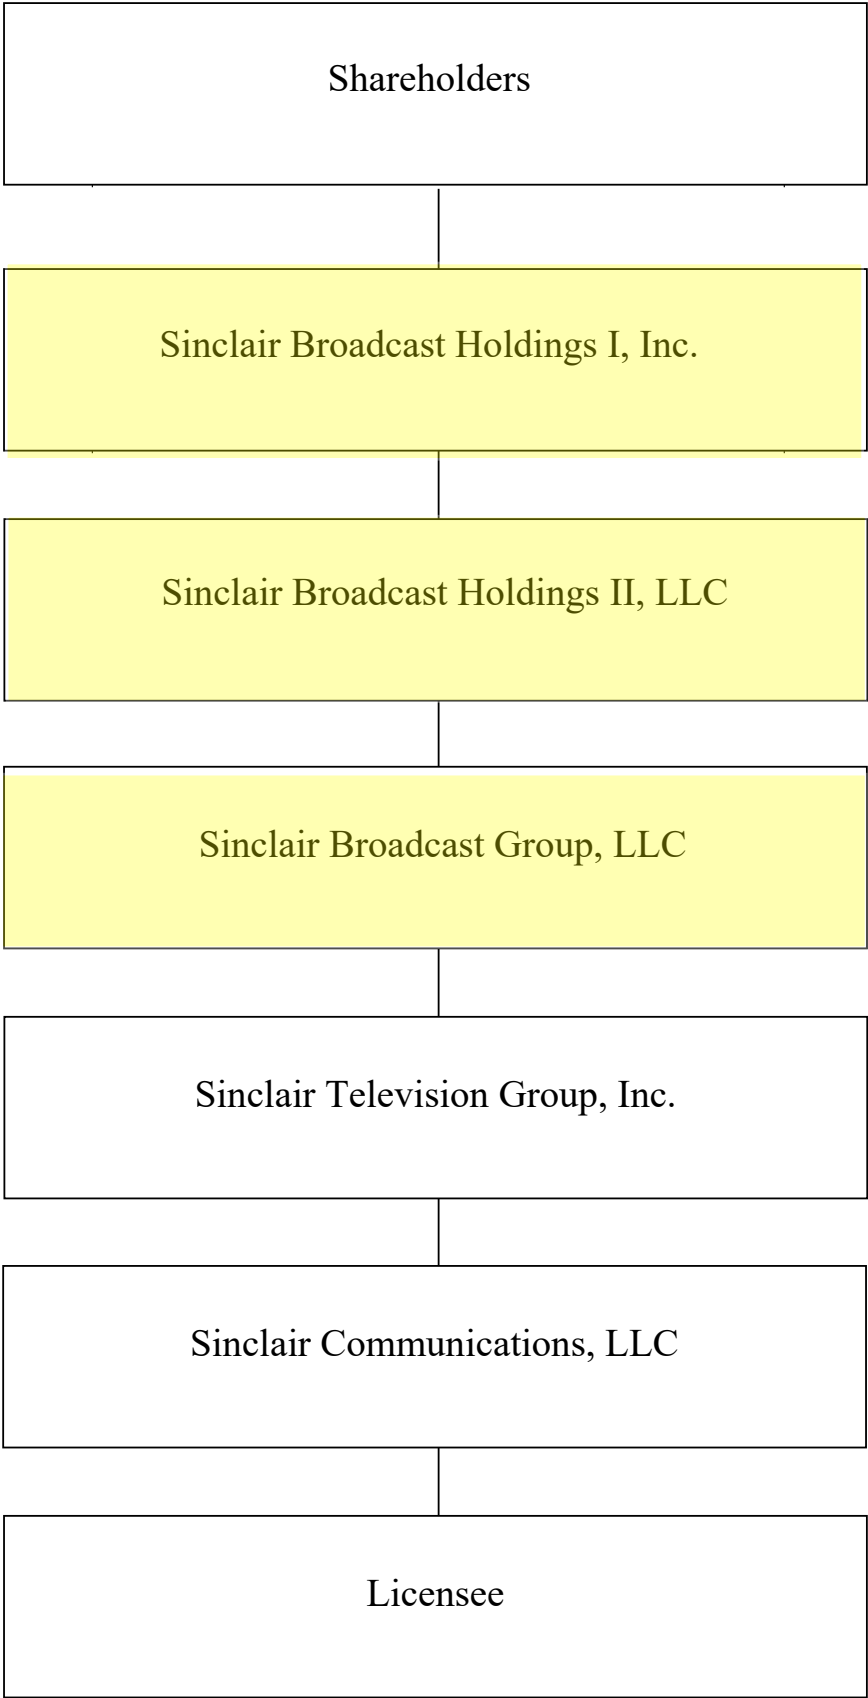 Shareholders
Sinclair Broadcast Holdings I, Inc.
Sinclair Broadcast Holdings II, LLC
Sinclair Broadcast Group, LLC
Sinclair Television Group, Inc.
Sinclair Communications, LLC
Licensee